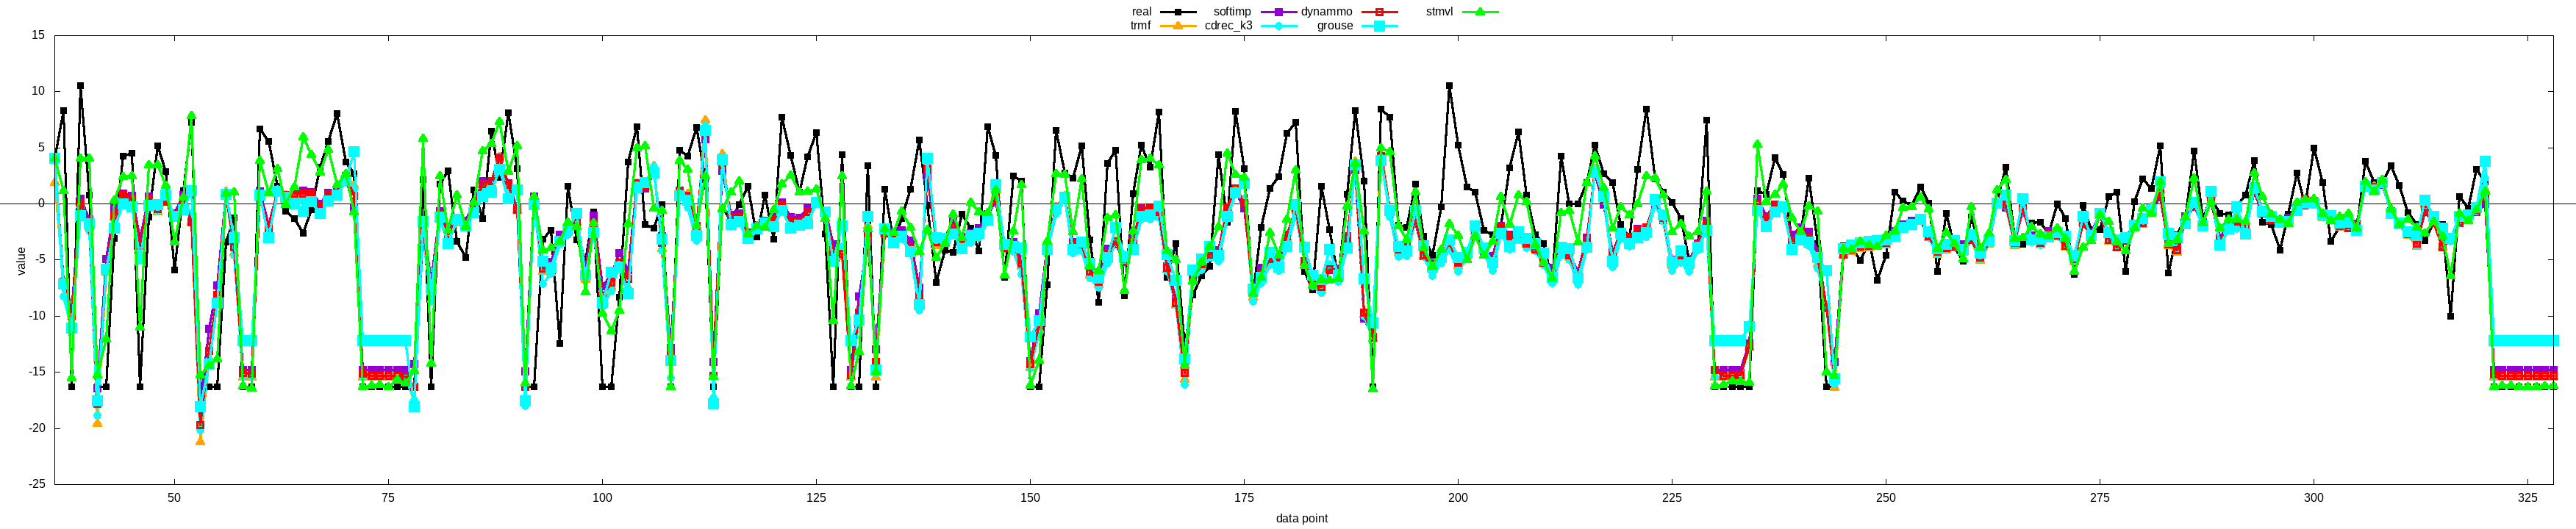 real softimp dynammo stmvl
trmf cdrec_k3 grouse
15
10
5
0
-5
-10
-15
-20
-25
value
50 75 100 125 150 175 200 225 250 275 300 325
data point